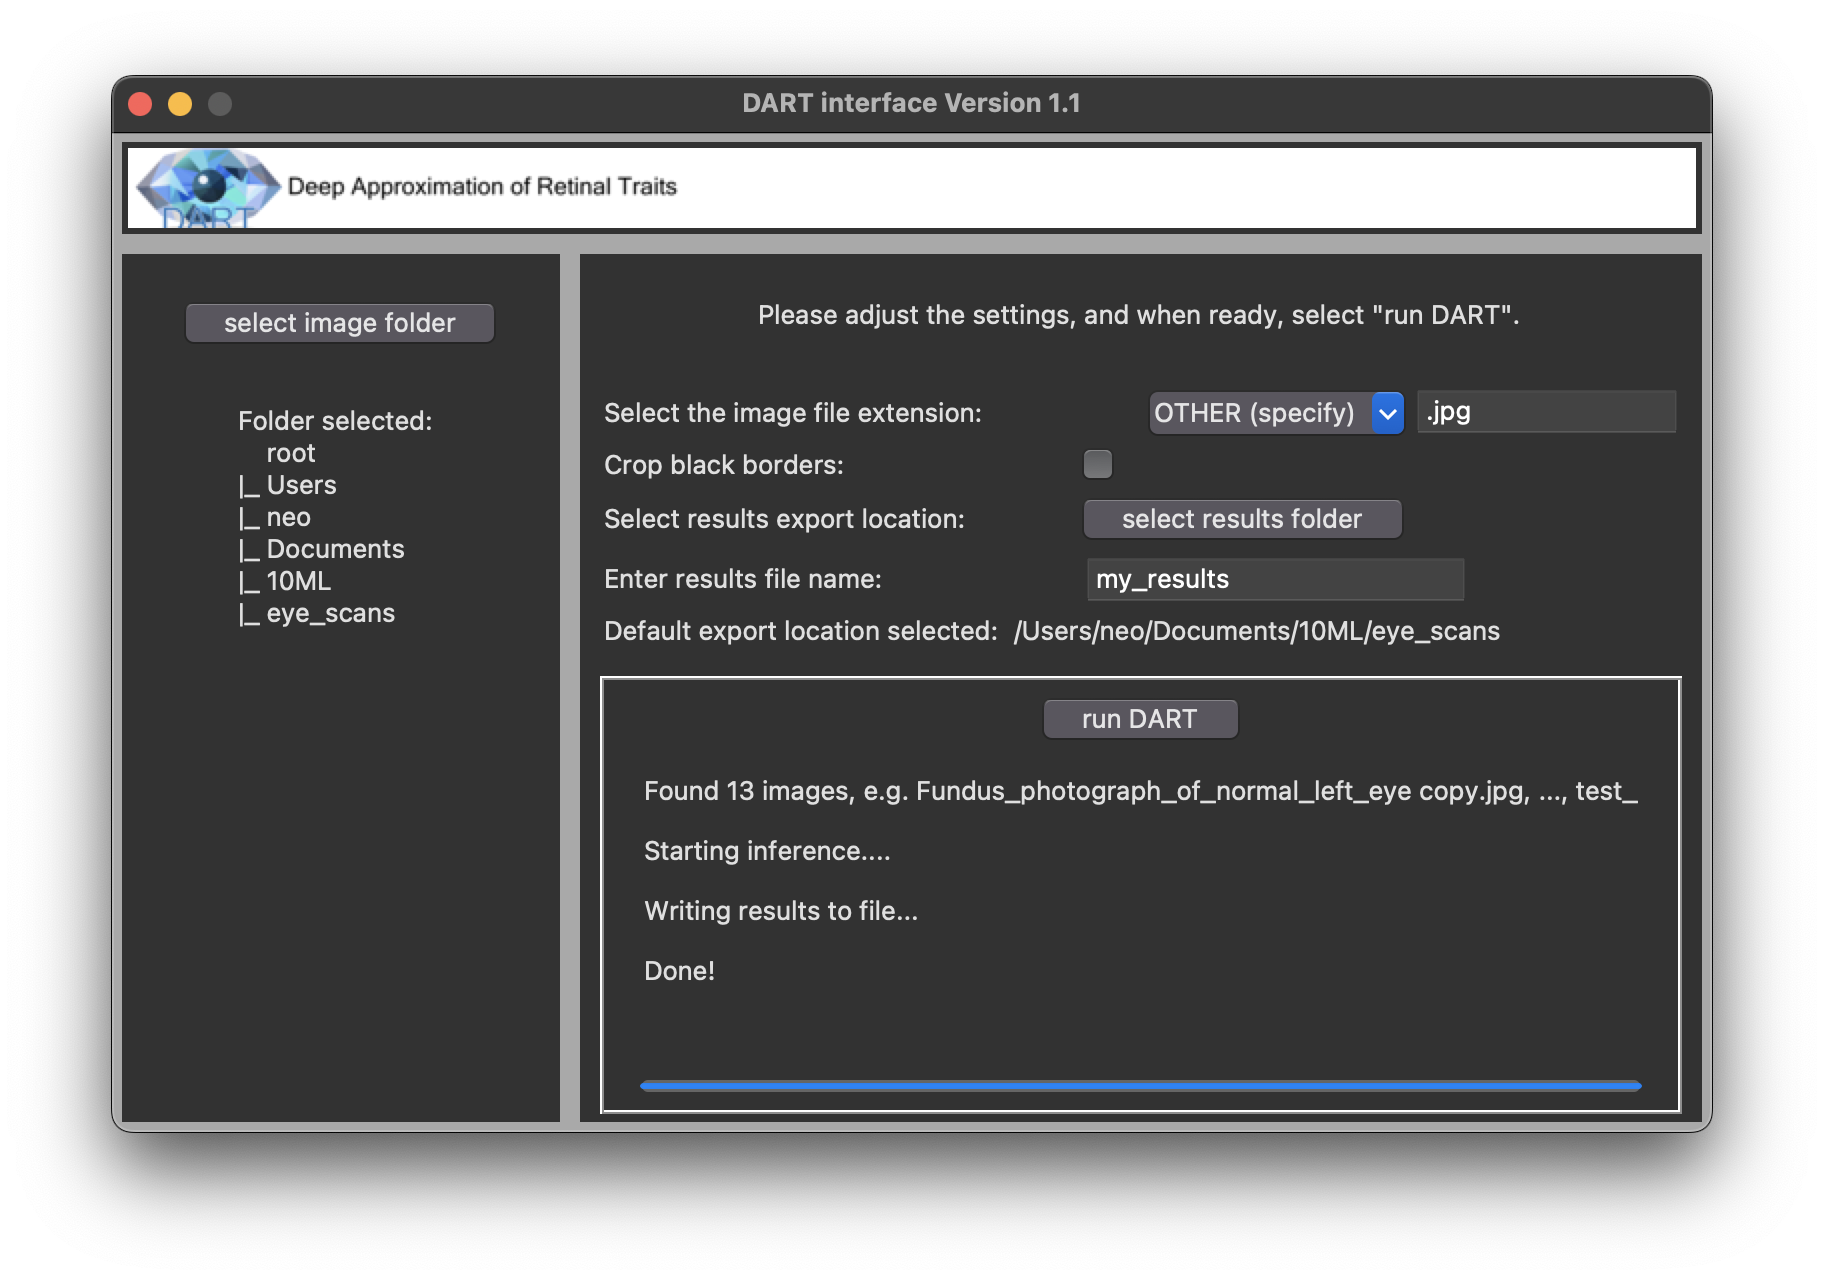 DART interface Version 1.1
DART
Deep Approximation of Retinal Traits
select image folder
Folder selected:
root
|_ Users
|_ neo
|_ Documents
|_ 10ML
|_ eye_scans
Please adjust the settings, and when ready, select "run DART".
Select the image file extension: OTHER (specify) .jpg
Crop black borders:
Select results export location: select results folder
Enter results file name: my_results
Default export location selected: /Users/neo/Documents/10ML/eye_scans
run DART
Found 13 images, e.g. Fundus_photograph_of_normal_left_eye copy.jpg, ..., test_
Starting inference....
Writing results to file...
Done!